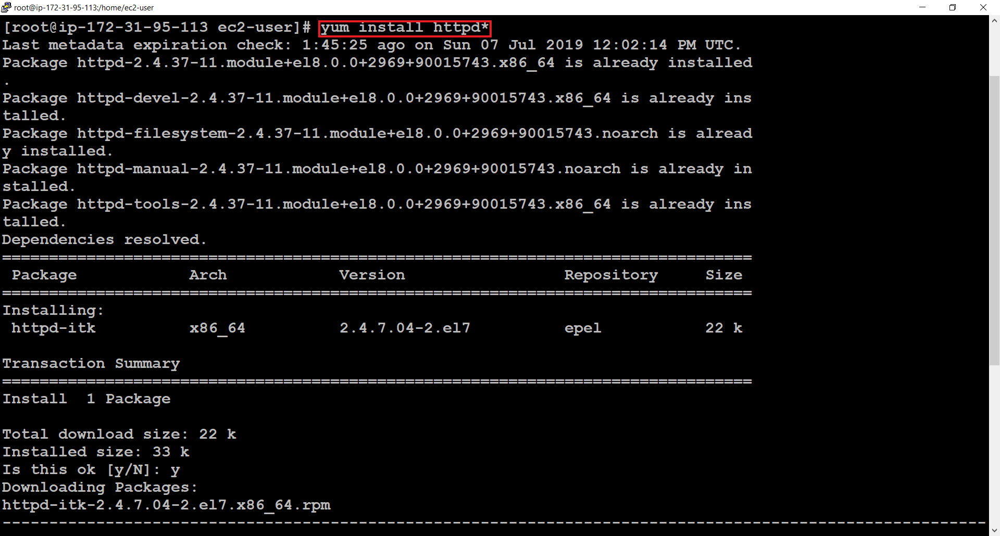 root@ip-172-31-95-113:/home/ec2-user
[root@ip-172-31-95-113 ec2-user]# yum install httpd*
Last metadata expiration check: 1:45:25 ago on Sun 07 Jul 2019 12:02:14 PM UTC.
Package httpd-2.4.37-11.module+el8.0.0+2969+90015743.x86_64 is already installed
.
Package httpd-devel-2.4.37-11.module+el8.0.0+2969+90015743.x86_64 is already ins
talled.
Package httpd-filesystem-2.4.37-11.module+el8.0.0+2969+90015743.noarch is alread
y installed.
Package httpd-manual-2.4.37-11.module+el8.0.0+2969+90015743.noarch is already in
stalled.
Package httpd-tools-2.4.37-11.module+el8.0.0+2969+90015743.x86_64 is already ins
talled.
Dependencies resolved.
================================================================================
 Package            Arch            Version                 Repository     Size
================================================================================
Installing:
 httpd-itk          x86_64          2.4.7.04-2.el7          epel           22 k

Transaction Summary
================================================================================
Install  1 Package

Total download size: 22 k
Installed size: 33 k
Is this ok [y/N]: y
Downloading Packages:
httpd-itk-2.4.7.04-2.el7.x86_64.rpm
---------------------------------------------------------------------------------------------------------